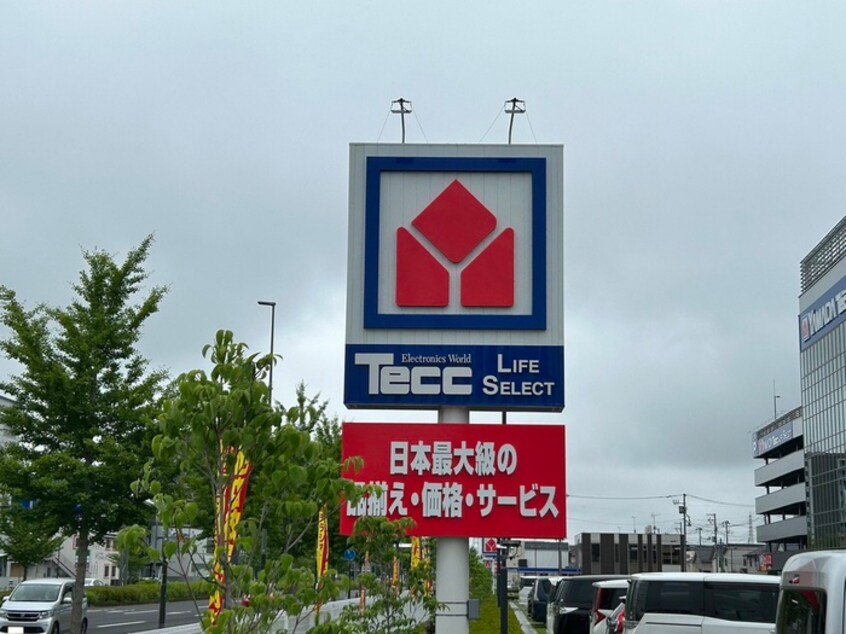 Electronics World
Tecc LIFE
SELECT
日本最大級の
品揃え・価格・サービス
YAMADA